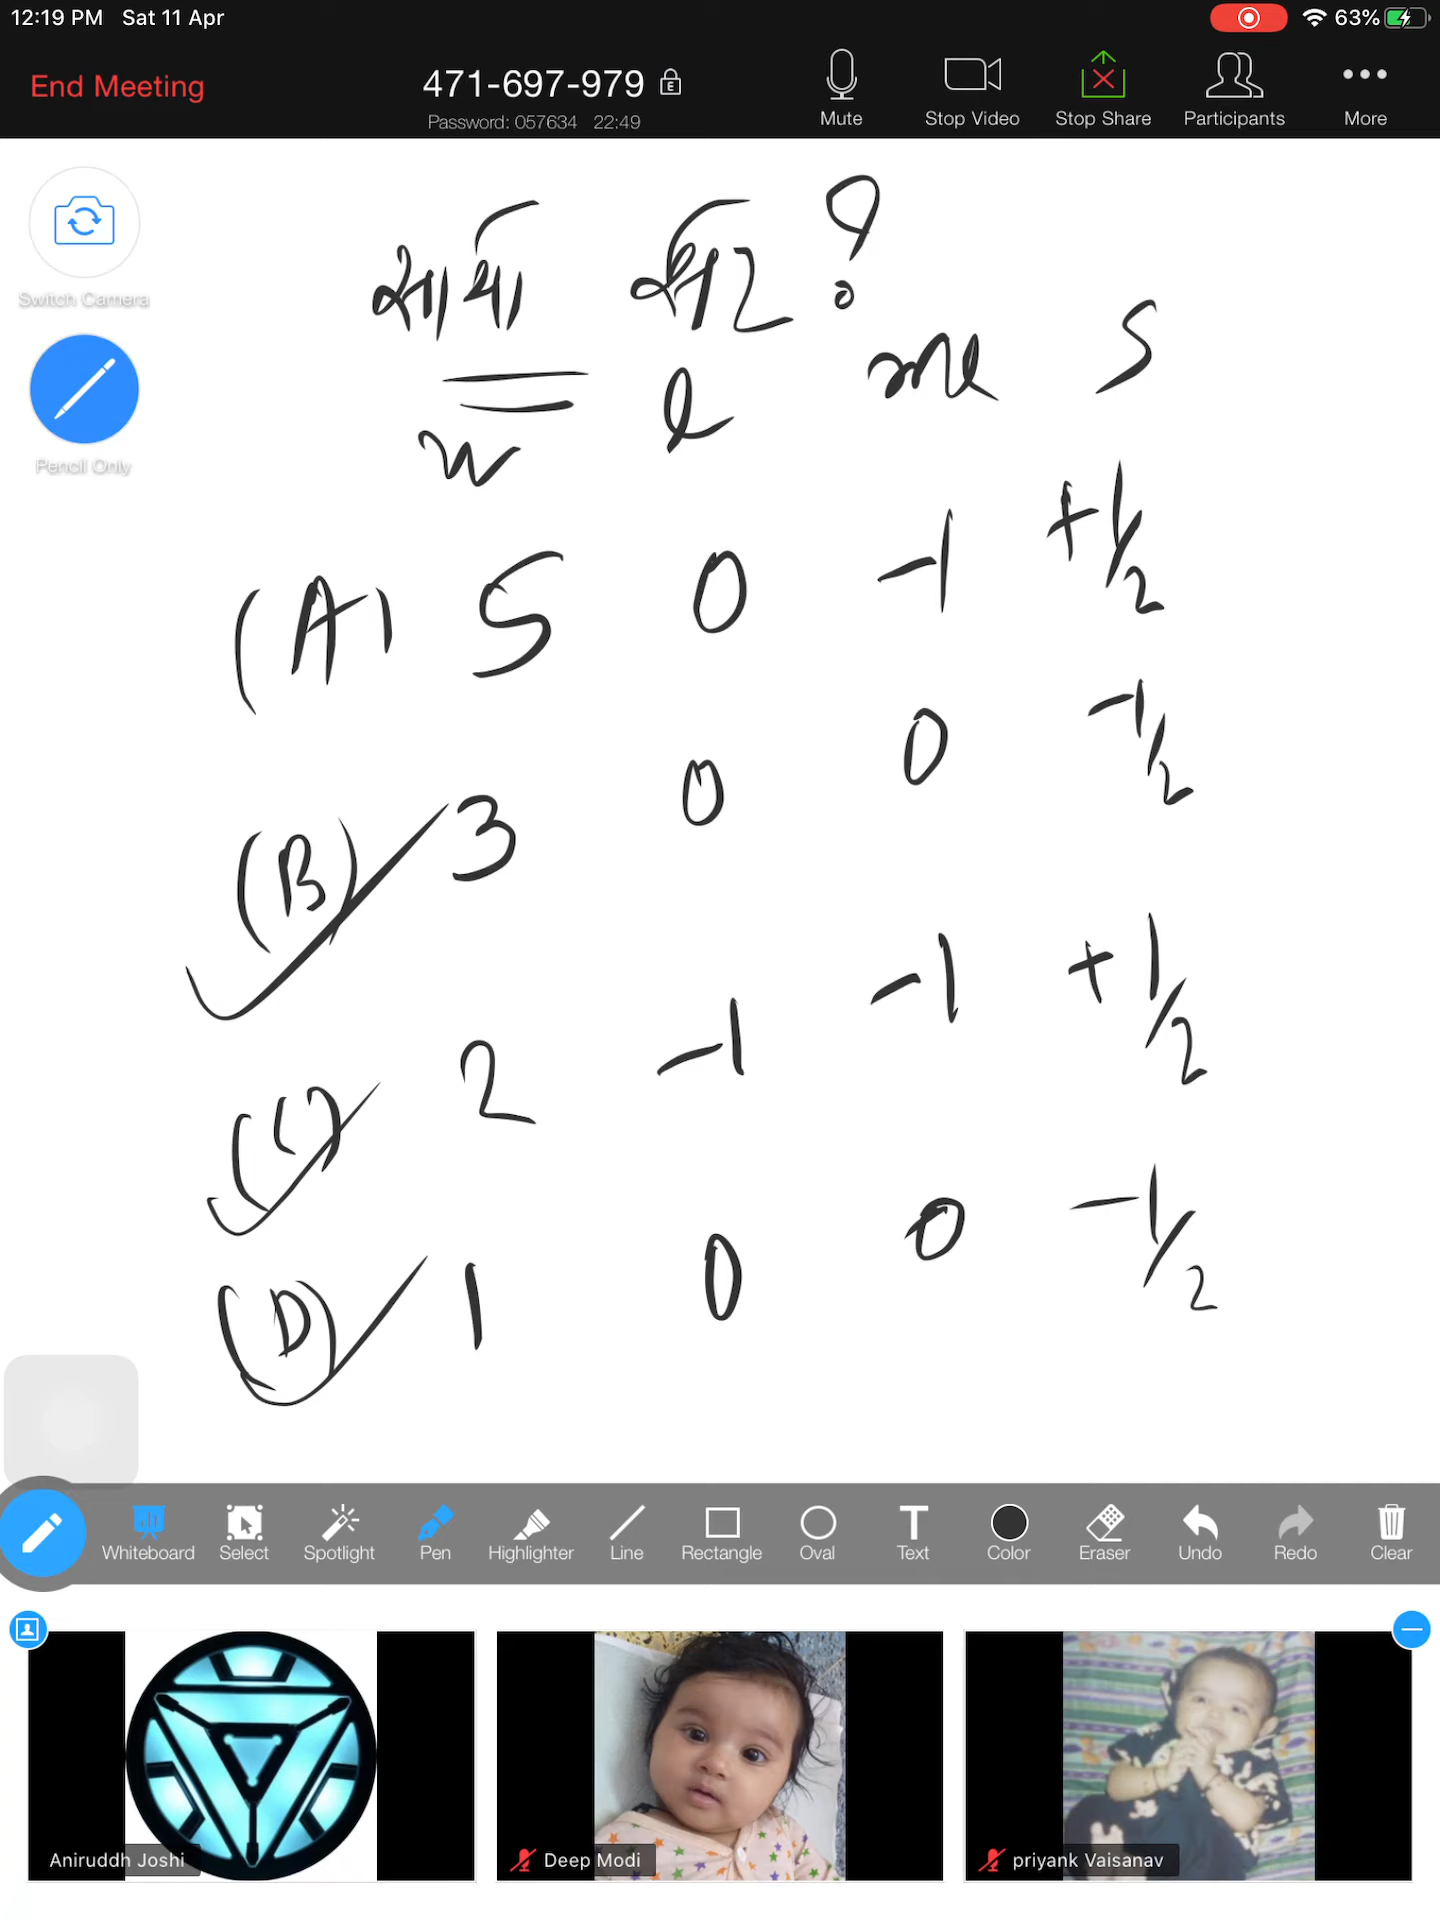 12:19 PM Sat 11 Apr 63%
End Meeting 471-697-979 Mute Stop Video Stop Share Participants More
Password: 057634 22:49
Switch Camera
Pencil Only
?
n l me s
(A) 5 0 -1 +1/2
(B) 3 0 0 -1/2
(C) 2 -1 -1 +1/2
(D) 1 0 0 -1/2
Whiteboard Select Spotlight Pen Highlighter Line Rectangle Oval Text Color Eraser Undo Redo Clear
Aniruddh Joshi Deep Modi priyank Vaisanav